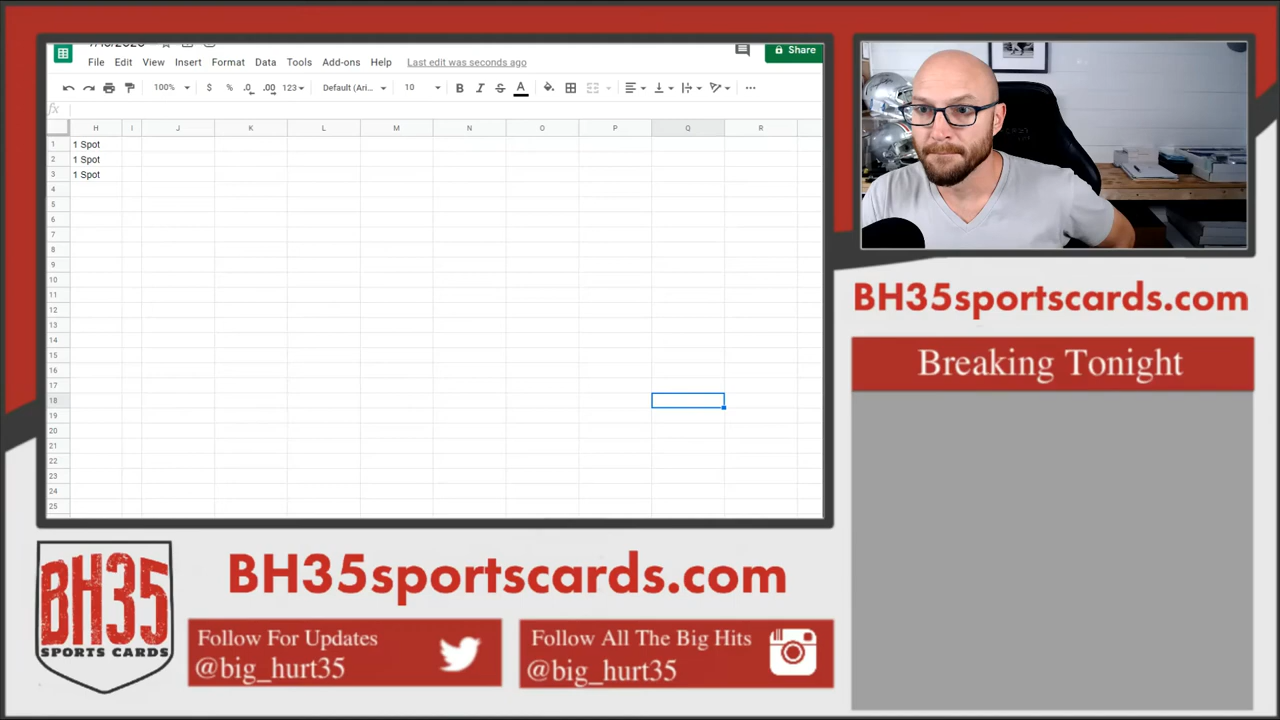 Share
File Edit View Insert Format Data Tools Add-ons Help Last edit was seconds ago
100% $ % .0 .00 123 Default (Ari... 10 B I S A
fx
H I J K L M N O P Q R
1 1 Spot
2 1 Spot
3 1 Spot
4
5
6
7
8
9
10
11
12
13
14
15
16
17
18
19
20
21
22
23
24
25
BH35sportscards.com
Breaking Tonight
BH35
SPORTS CARDS
BH35sportscards.com
Follow For Updates
@big_hurt35
Follow All The Big Hits
@big_hurt35